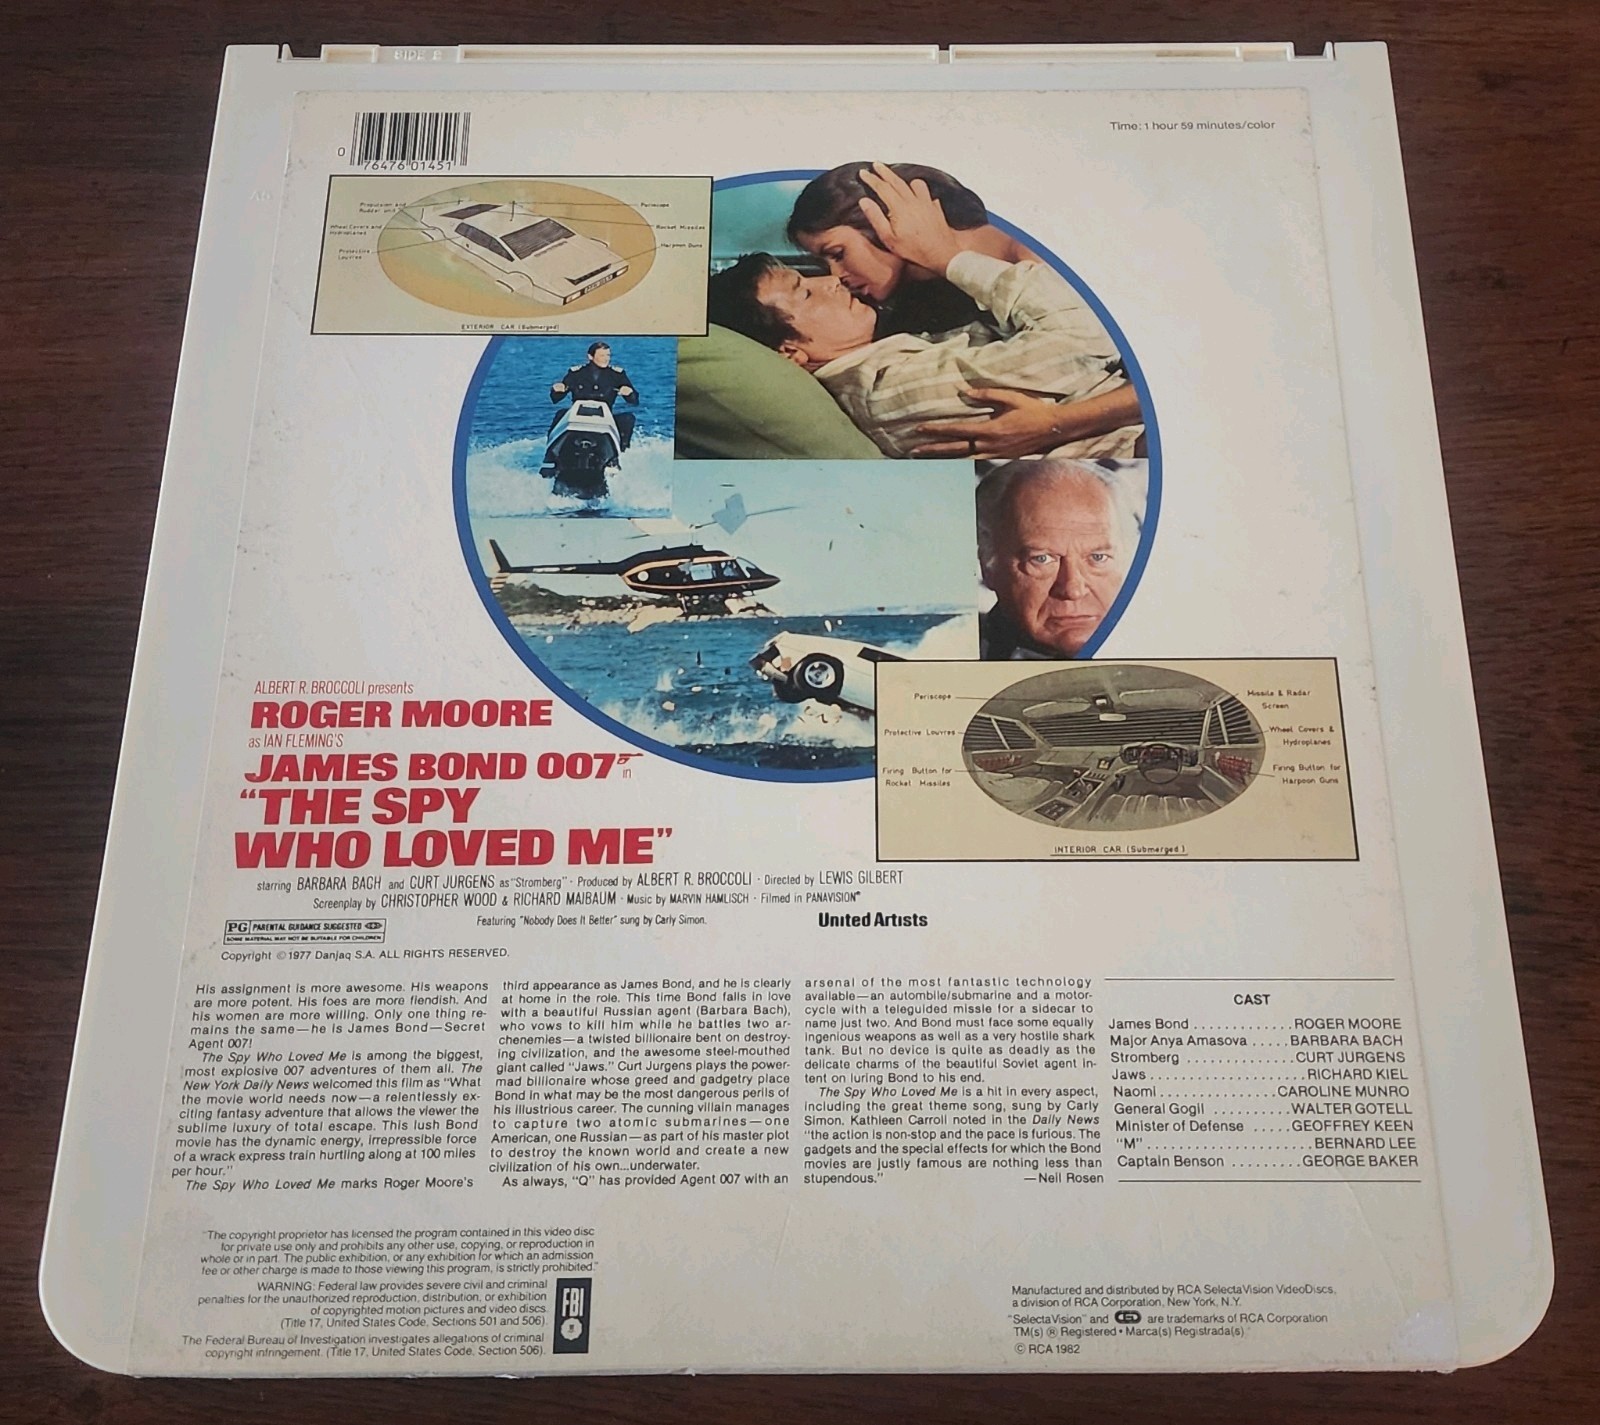 SIDE 2
Time: 1 hour 59 minutes/color
0
76476 01451
Propulsion and
Rudder unit
Wheel Covers and
Hydroplanes
Protective
Louvres
Periscope
Rocket Missiles
Harpoon Guns
EXTERIOR CAR (Submerged)
Periscope
Protective Louvres
Firing Button for
Rocket Missiles
Missile & Radar
Screen
Wheel Covers &
Hydroplanes
Firing Button for
Harpoon Guns
INTERIOR CAR (Submerged)
ALBERT R. BROCCOLI presents
ROGER MOORE
as IAN FLEMING'S
JAMES BOND 007
in
“THE SPY
WHO LOVED ME”
starring BARBARA BACH and CURT JURGENS as “Stromberg” · Produced by ALBERT R. BROCCOLI · Directed by LEWIS GILBERT
Screenplay by CHRISTOPHER WOOD & RICHARD MAIBAUM · Music by MARVIN HAMLISCH · Filmed in PANAVISION®
Featuring “Nobody Does It Better” sung by Carly Simon.
United Artists
PG PARENTAL GUIDANCE SUGGESTED
SOME MATERIAL MAY NOT BE SUITABLE FOR CHILDREN
Copyright © 1977 Danjaq S.A. ALL RIGHTS RESERVED.
His assignment is more awesome. His weapons
are more potent. His foes are more fiendish. And
his women are more willing. Only one thing re-
mains the same—he is James Bond—Secret
Agent 007!
The Spy Who Loved Me is among the biggest,
most explosive 007 adventures of them all. The
New York Daily News welcomed this film as “What
the movie world needs now—a relentlessly ex-
citing fantasy adventure that allows the viewer the
sublime luxury of total escape. This lush Bond
movie has the dynamic energy, irrepressible force
of a wrack express train hurtling along at 100 miles
per hour.”
The Spy Who Loved Me marks Roger Moore's
third appearance as James Bond, and he is clearly
at home in the role. This time Bond falls in love
with a beautiful Russian agent (Barbara Bach),
who vows to kill him while he battles two ar-
chenemies—a twisted billionaire bent on destroy-
ing civilization, and the awesome steel-mouthed
giant called “Jaws.” Curt Jurgens plays the power-
mad billionaire whose greed and gadgetry place
Bond in what may be the most dangerous perils of
his illustrious career. The cunning villain manages
to capture two atomic submarines—one
American, one Russian—as part of his master plot
to destroy the known world and create a new
civilization of his own...underwater.
As always, “Q” has provided Agent 007 with an
arsenal of the most fantastic technology
available—an automblie/submarine and a motor-
cycle with a teleguided missle for a sidecar to
name just two. And Bond must face some equally
ingenious weapons as well as a very hostile shark
tank. But no device is quite as deadly as the
delicate charms of the beautiful Soviet agent in-
tent on luring Bond to his end.
The Spy Who Loved Me is a hit in every aspect,
including the great theme song, sung by Carly
Simon. Kathleen Carroll noted in the Daily News
“the action is non-stop and the pace is furious. The
gadgets and the special effects for which the Bond
movies are justly famous are nothing less than
stupendous.”
—Neil Rosen
CAST
James Bond ............. ROGER MOORE
Major Anya Amasova ..... BARBARA BACH
Stromberg ............. CURT JURGENS
Jaws ..................... RICHARD KIEL
Naomi ............... CAROLINE MUNRO
General Gogil .......... WALTER GOTELL
Minister of Defense ..... GEOFFREY KEEN
“M” ...................... BERNARD LEE
Captain Benson ......... GEORGE BAKER
“The copyright proprietor has licensed the program contained in this video disc
for private use only and prohibits any other use, copying, or reproduction in
whole or in part. The public exhibition, or any exhibition for which an admission
fee or other charge is made to those viewing this program, is strictly prohibited.”
WARNING: Federal law provides severe civil and criminal
penalties for the unauthorized reproduction, distribution, or exhibition
of copyrighted motion pictures and video discs.
(Title 17, United States Code, Sections 501 and 506).
The Federal Bureau of Investigation investigates allegations of criminal
copyright infringement. (Title 17, United States Code, Section 506).
FBI
Manufactured and distributed by RCA SelectaVision VideoDiscs,
a division of RCA Corporation, New York, N.Y.
“SelectaVision” and CED are trademarks of RCA Corporation
TM(s) ® Registered • Marca(s) Registrada(s)
© RCA 1982